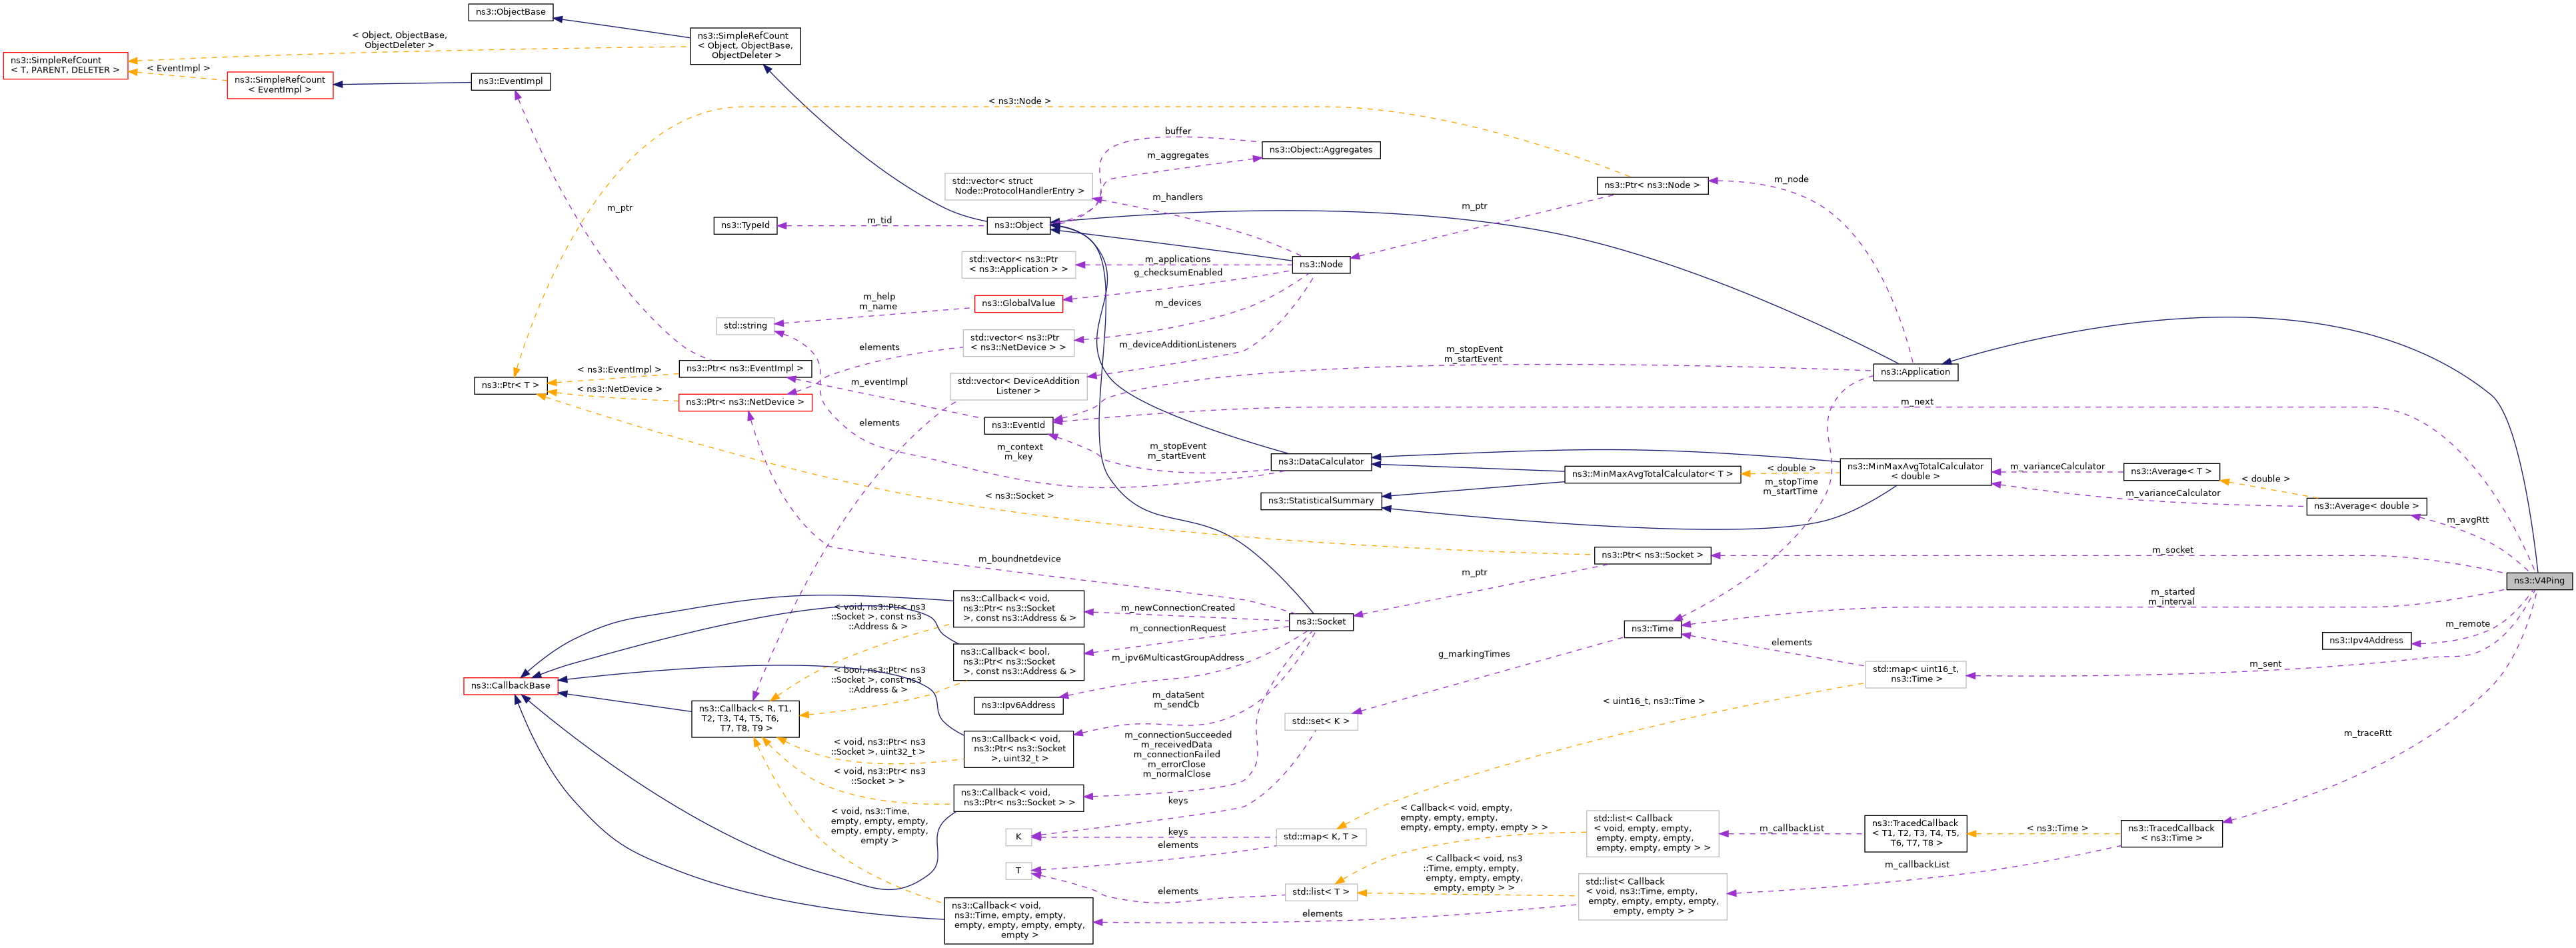 ns3::ObjectBase
< Object, ObjectBase,
ObjectDeleter >
ns3::SimpleRefCount
< Object, ObjectBase,
ObjectDeleter >
ns3::SimpleRefCount
< T, PARENT, DELETER >
< EventImpl >
ns3::SimpleRefCount
< EventImpl >
ns3::EventImpl
< ns3::Node >
buffer
ns3::Object::Aggregates
m_aggregates
std::vector< struct
Node::ProtocolHandlerEntry >
m_handlers
ns3::Ptr< ns3::Node >
m_node
m_ptr
m_ptr
ns3::TypeId
m_tid
ns3::Object
std::vector< ns3::Ptr
< ns3::Application > >
m_applications
g_checksumEnabled
ns3::Node
m_help
m_name
ns3::GlobalValue
m_devices
std::string
std::vector< ns3::Ptr
< ns3::NetDevice > >
elements
m_deviceAdditionListeners
m_stopEvent
m_startEvent
ns3::Application
< ns3::EventImpl >
ns3::Ptr< ns3::EventImpl >
ns3::Ptr< T >
< ns3::NetDevice >
ns3::Ptr< ns3::NetDevice >
m_eventImpl
std::vector< DeviceAddition
Listener >
m_next
elements
ns3::EventId
m_context
m_key
m_stopEvent
m_startEvent
ns3::DataCalculator
ns3::MinMaxAvgTotalCalculator< T >
< double >
m_stopTime
m_startTime
ns3::MinMaxAvgTotalCalculator
< double >
m_varianceCalculator
ns3::Average< T >
< double >
m_varianceCalculator
ns3::Average< double >
ns3::StatisticalSummary
< ns3::Socket >
m_avgRtt
m_boundnetdevice
ns3::Ptr< ns3::Socket >
m_socket
m_ptr
ns3::V4Ping
m_started
m_interval
< void, ns3::Ptr< ns3
::Socket >, const ns3
::Address & >
ns3::Callback< void,
ns3::Ptr< ns3::Socket
>, const ns3::Address & >
m_newConnectionCreated
m_connectionRequest
ns3::Socket
ns3::Time
m_remote
ns3::Ipv4Address
elements
g_markingTimes
ns3::Callback< bool,
ns3::Ptr< ns3::Socket
>, const ns3::Address & >
m_ipv6MulticastGroupAddress
std::map< uint16_t,
ns3::Time >
m_sent
ns3::CallbackBase
< bool, ns3::Ptr< ns3
::Socket >, const ns3
::Address & >
ns3::Ipv6Address
m_dataSent
m_sendCb
< uint16_t, ns3::Time >
ns3::Callback< R, T1,
T2, T3, T4, T5, T6,
T7, T8, T9 >
std::set< K >
< void, ns3::Ptr< ns3
::Socket >, uint32_t >
ns3::Callback< void,
ns3::Ptr< ns3::Socket
>, uint32_t >
m_connectionSucceeded
m_receivedData
m_connectionFailed
m_errorClose
m_normalClose
m_traceRtt
< void, ns3::Ptr< ns3
::Socket > >
ns3::Callback< void,
ns3::Ptr< ns3::Socket > >
keys
< void, ns3::Time,
empty, empty, empty,
empty, empty, empty,
empty >
K
keys
elements
std::map< K, T >
< Callback< void, empty,
empty, empty, empty,
empty, empty, empty, empty > >
std::list< Callback
< void, empty, empty,
empty, empty, empty,
empty, empty, empty > >
m_callbackList
ns3::TracedCallback
< T1, T2, T3, T4, T5,
T6, T7, T8 >
< ns3::Time >
ns3::TracedCallback
< ns3::Time >
T
elements
std::list< T >
< Callback< void, ns3
::Time, empty, empty,
empty, empty, empty,
empty, empty > >
m_callbackList
std::list< Callback
< void, ns3::Time, empty,
empty, empty, empty, empty,
empty, empty > >
ns3::Callback< void,
ns3::Time, empty, empty,
empty, empty, empty, empty,
empty >
elements